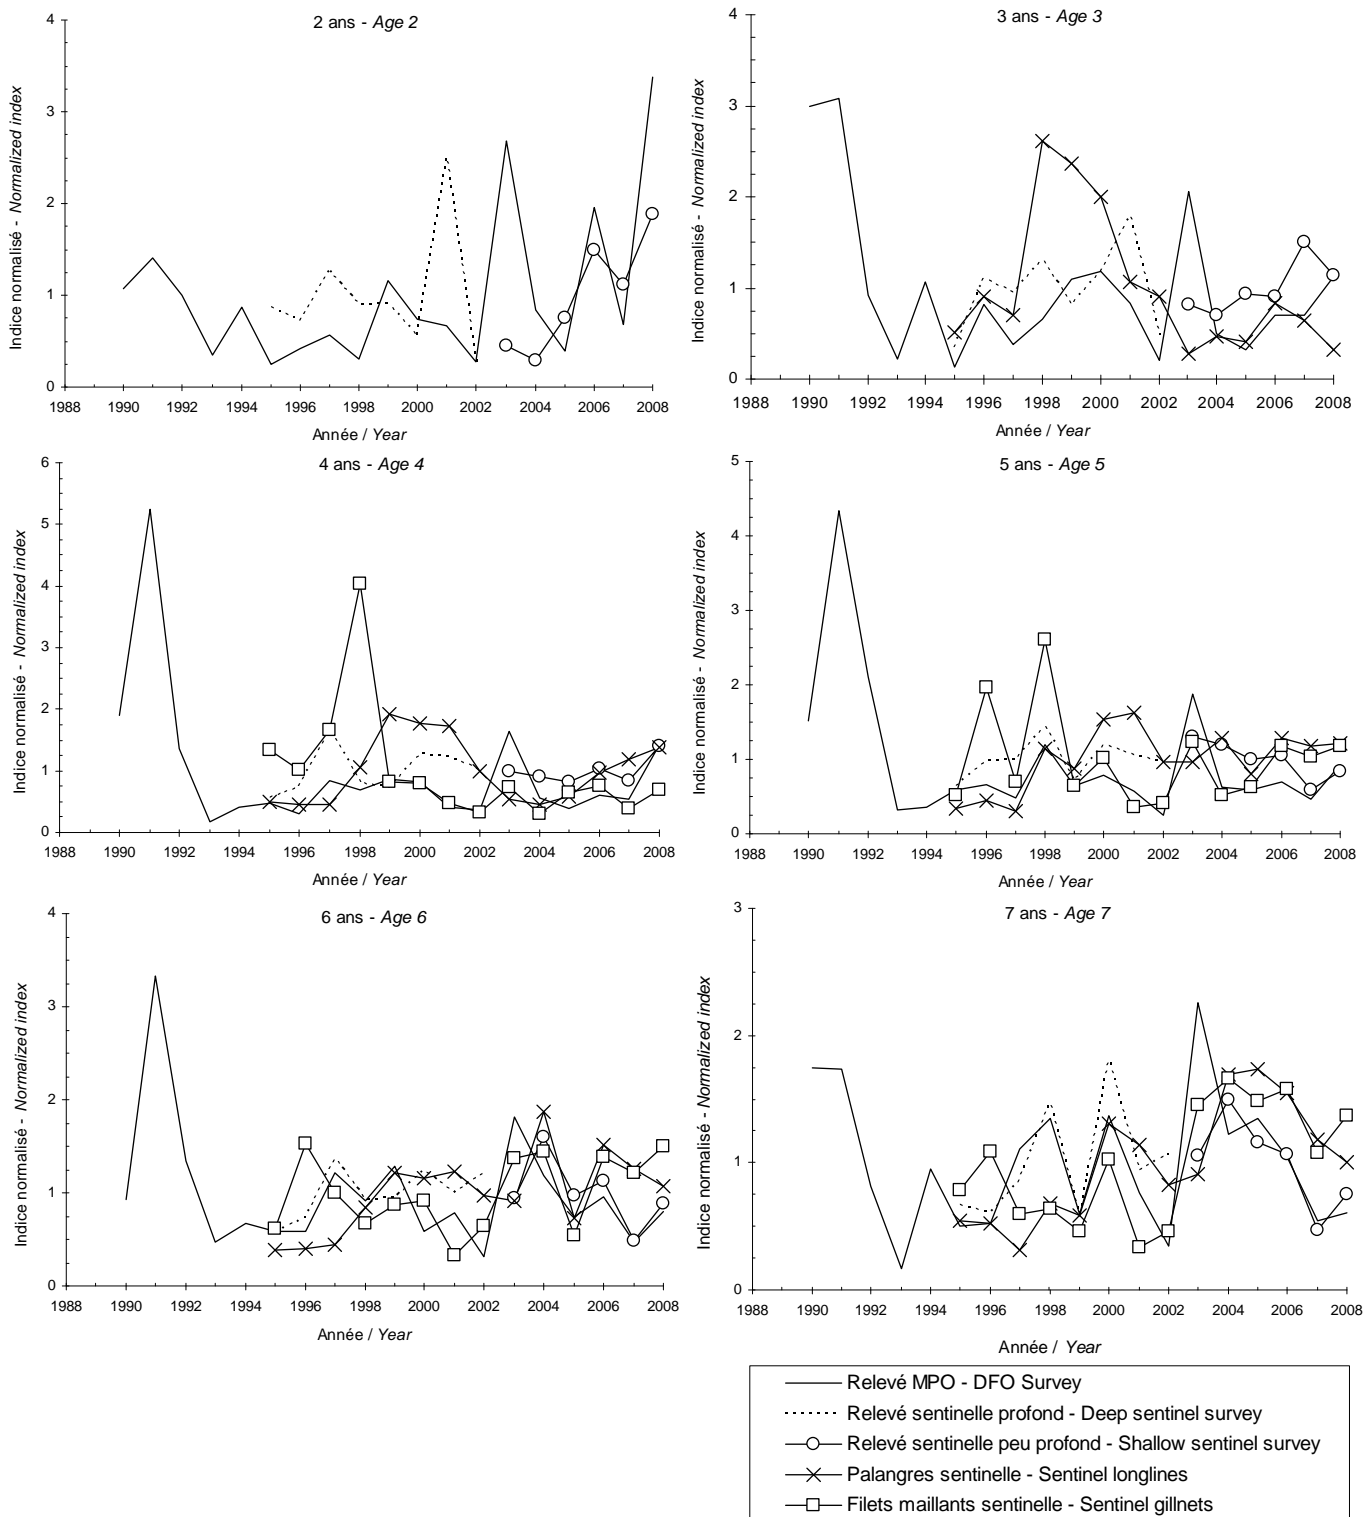 2 ans - Age 2
Indice normalisé - Normalized index
4
3
2
1
0
1988 1990 1992 1994 1996 1998 2000 2002 2004 2006 2008
Année / Year
3 ans - Age 3
Indice normalisé - Normalized index
4
3
2
1
0
1988 1990 1992 1994 1996 1998 2000 2002 2004 2006 2008
Année / Year
4 ans - Age 4
Indice normalisé - Normalized index
6
5
4
3
2
1
0
1988 1990 1992 1994 1996 1998 2000 2002 2004 2006 2008
Année / Year
5 ans - Age 5
Indice normalisé - Normalized index
5
4
3
2
1
0
1988 1990 1992 1994 1996 1998 2000 2002 2004 2006 2008
Année / Year
6 ans - Age 6
Indice normalisé - Normalized index
4
3
2
1
0
1988 1990 1992 1994 1996 1998 2000 2002 2004 2006 2008
Année / Year
7 ans - Age 7
Indice normalisé - Normalized index
3
2
1
0
1988 1990 1992 1994 1996 1998 2000 2002 2004 2006 2008
Année / Year
Relevé MPO - DFO Survey
Relevé sentinelle profond - Deep sentinel survey
Relevé sentinelle peu profond - Shallow sentinel survey
Palangres sentinelle - Sentinel longlines
Filets maillants sentinelle - Sentinel gillnets